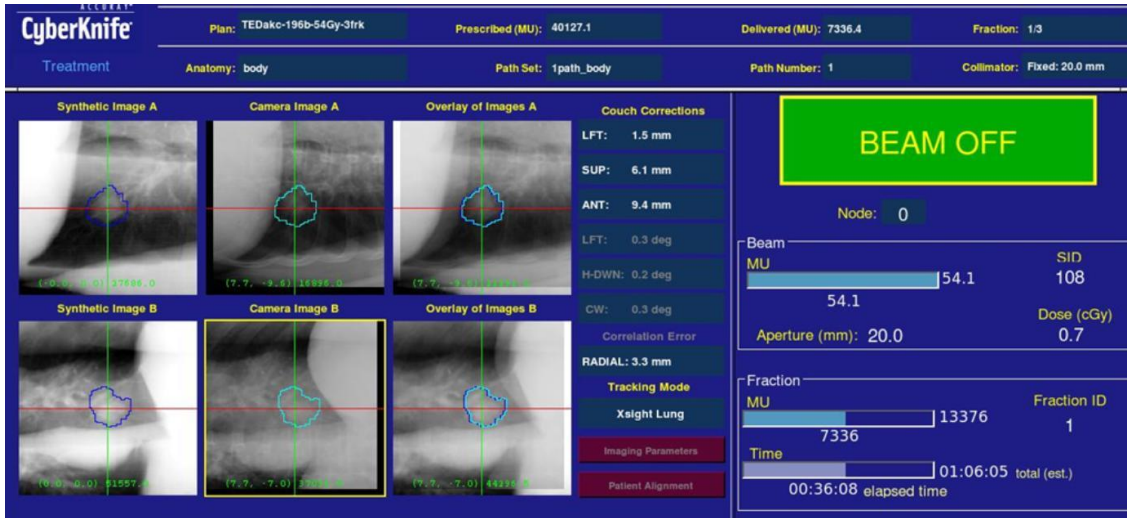 ACCURAY
CyberKnife
Plan: TEDakc-196b-54Gy-3frk
Prescribed (MU): 40127.1
Delivered (MU): 7336.4
Fraction: 1/3
Treatment
Anatomy: body
Path Set: 1path_body
Path Number: 1
Collimator: Fixed: 20.0 mm
Synthetic Image A
Camera Image A
Overlay of Images A
Couch Corrections
LFT: 1.5 mm
SUP: 6.1 mm
ANT: 9.4 mm
LFT: 0.3 deg
H-DWN: 0.2 deg
CW: 0.3 deg
(7.7, -9.6)
Synthetic Image B
Camera Image B
Overlay of Images B
Correlation Error
RADIAL: 3.3 mm
Tracking Mode
Xsight Lung
Imaging Parameters
Patient Alignment
(0.0, 0.0) 51557.0
(7.7, -7.0)
(7.7, -7.0)
BEAM OFF
Node: 0
Beam
MU
54.1
54.1
SID
108
Aperture (mm): 20.0
Dose (cGy)
0.7
Fraction
MU
13376
7336
Fraction ID
1
Time
01:06:05 total (est.)
00:36:08 elapsed time